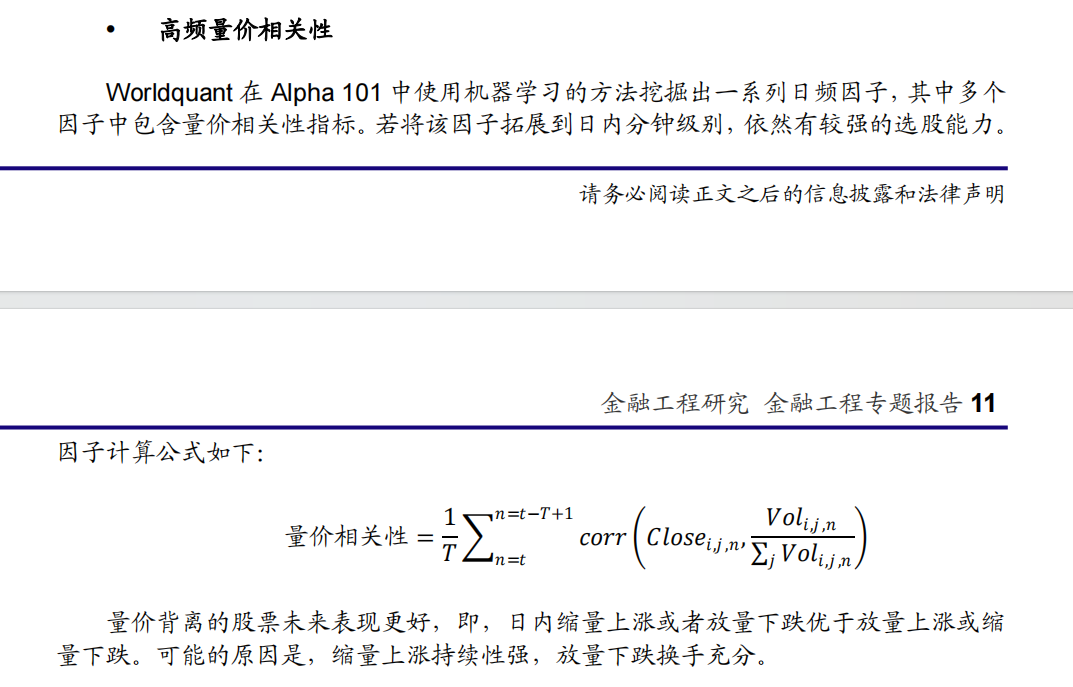 • 高频量价相关性
Worldquant 在 Alpha 101 中使用机器学习的方法挖掘出一系列日频因子，其中多个
因子中包含量价相关性指标。若将该因子拓展到日内分钟级别，依然有较强的选股能力。
请务必阅读正文之后的信息披露和法律声明
金融工程研究 金融工程专题报告 11
因子计算公式如下：
量价相关性 = \frac{1}{T} \sum_{n=t}^{n=t-T+1} corr\left( Close_{i,j,n}, \frac{Vol_{i,j,n}}{\sum_j Vol_{i,j,n}} \right)
量价背离的股票未来表现更好，即，日内缩量上涨或者放量下跌优于放量上涨或缩
量下跌。可能的原因是，缩量上涨持续性强，放量下跌换手充分。